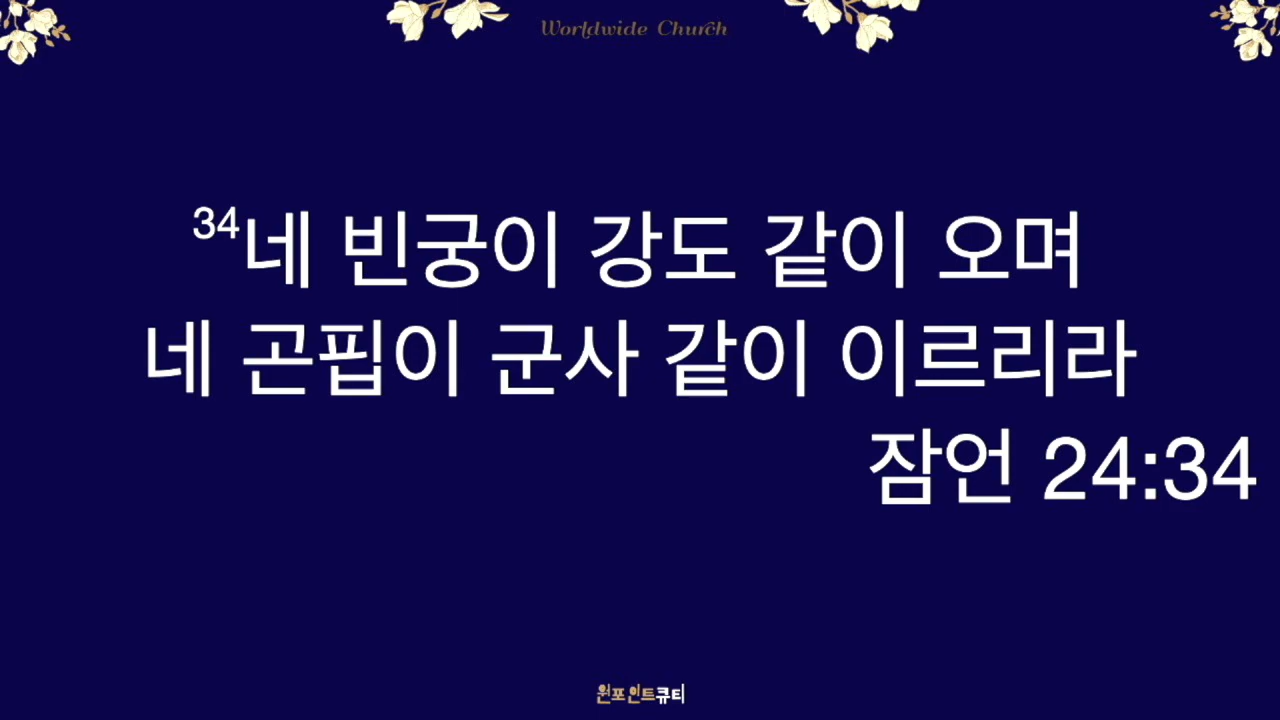 Worldwide Church
34네 빈궁이 강도 같이 오며
네 곤핍이 군사 같이 이르리라
잠언 24:34
원포인트큐티